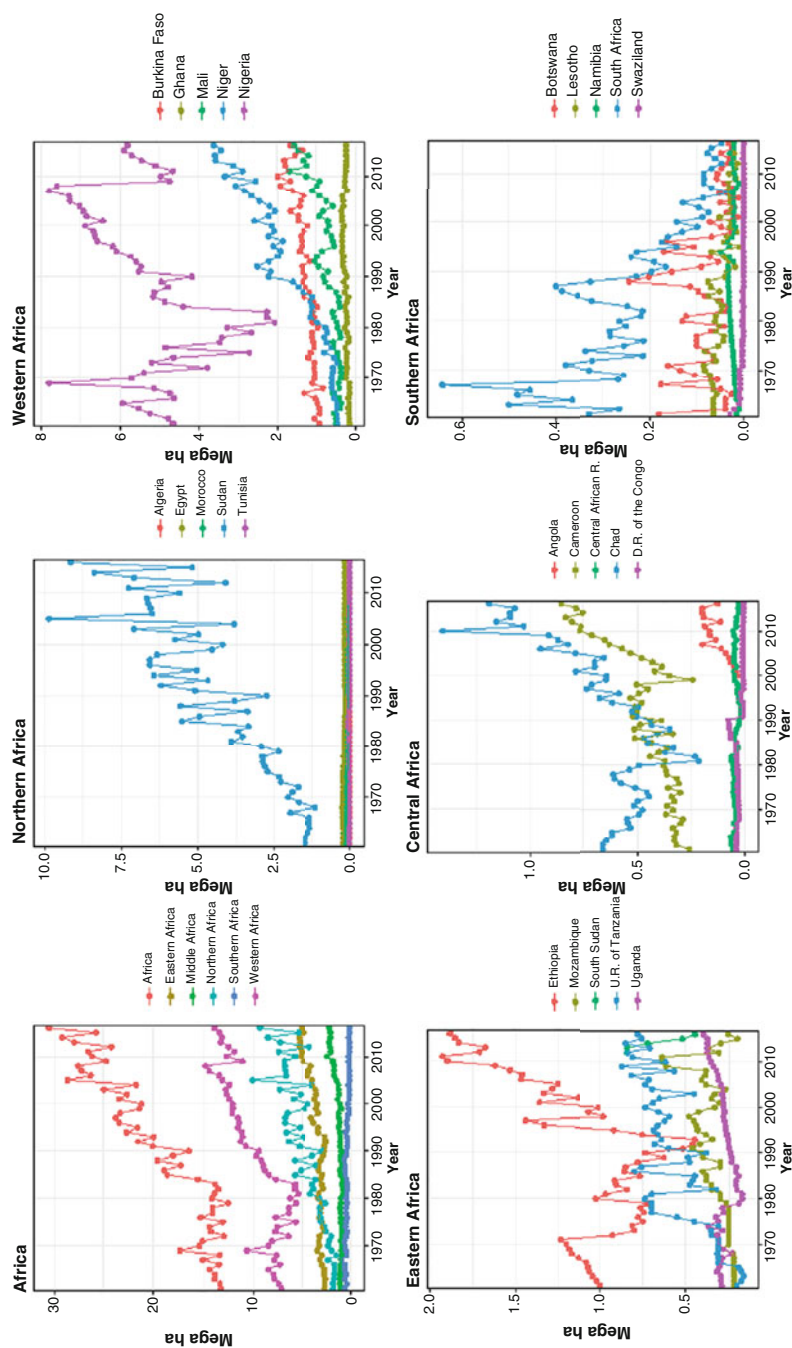 Africa
Mega ha
30
20
10
0
1970
1980
1990
2000
2010
Year
Africa
Eastern Africa
Middle Africa
Northern Africa
Southern Africa
Western Africa
Northern Africa
Mega ha
10.0
7.5
5.0
2.5
0.0
1970
1980
1990
2000
2010
Year
Algeria
Egypt
Morocco
Sudan
Tunisia
Western Africa
Mega ha
8
6
4
2
0
1970
1980
1990
2000
2010
Year
Burkina Faso
Ghana
Mali
Niger
Nigeria
Eastern Africa
Mega ha
2.0
1.5
1.0
0.5
1970
1980
1990
2000
2010
Year
Ethiopia
Mozambique
South Sudan
U.R. of Tanzania
Uganda
Central Africa
Mega ha
1.0
0.5
0.0
1970
1980
1990
2000
2010
Year
Angola
Cameroon
Central African R.
Chad
D.R. of the Congo
Southern Africa
Mega ha
0.6
0.4
0.2
0.0
1970
1980
1990
2000
2010
Year
Botswana
Lesotho
Namibia
South Africa
Swaziland